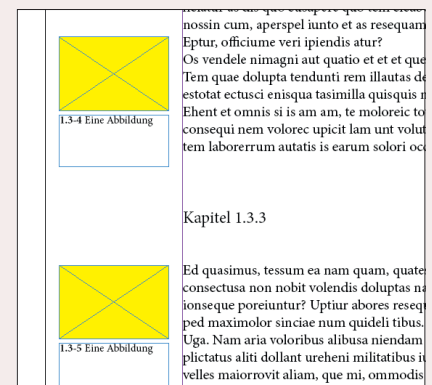 nossin cum, aperspel iunto et as resequam
Eptur, officiume veri ipiendis atur?
Os vendele nimagni aut quatio et et et que
Tem quae dolupta tendunt rem illautas de
estotat ectusci enisqua tasimilla quisquis
Ehent et omnis si is am am, te moloreic to
consequi nem volorec upicit lam unt volut
tem laborerrum autatis is earum solori occ
1.3-4 Eine Abbildung
Kapitel 1.3.3
Ed quasimus, tessum ea nam quam, quate
consectusa non nobit volendis doluptas na
ionseque poreiuntur? Uptiur abores resequ
ped maximolor sinciae num quideli tibus.
Uga. Nam aria voloribus alibusa niendam
plictatus aliti dollant ureheni militatibus
velles maiorrovit aliam, que mi, ommodis
1.3-5 Eine Abbildung